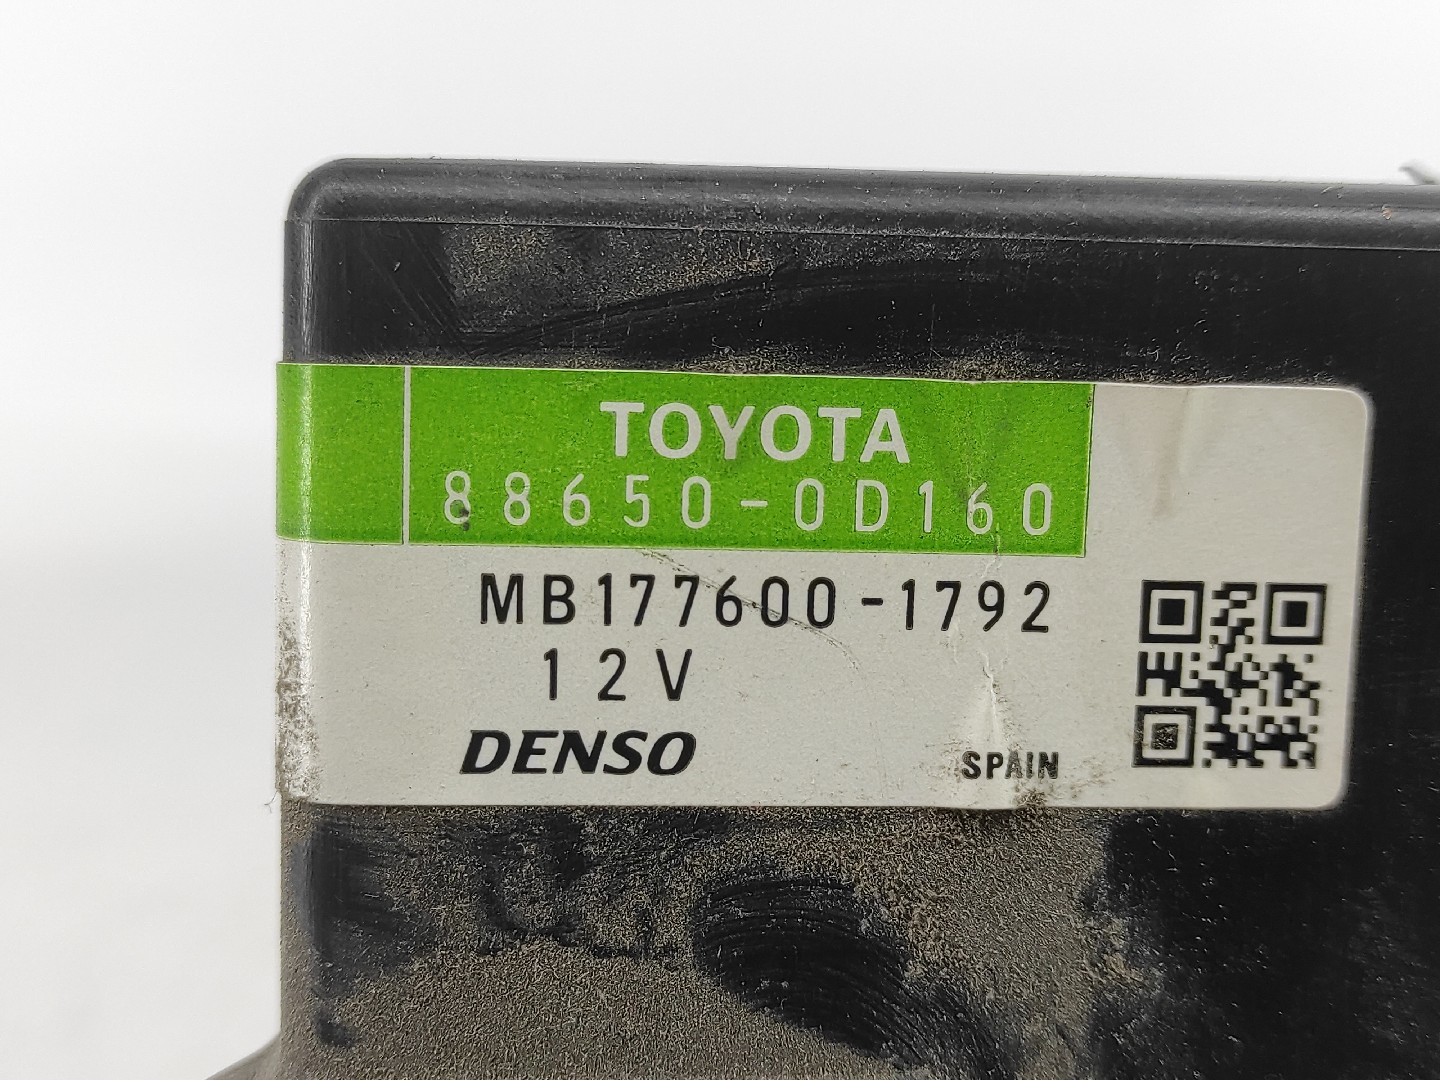 TOYOTA
88650-0D160
MB177600-1792
12V
DENSO
SPAIN